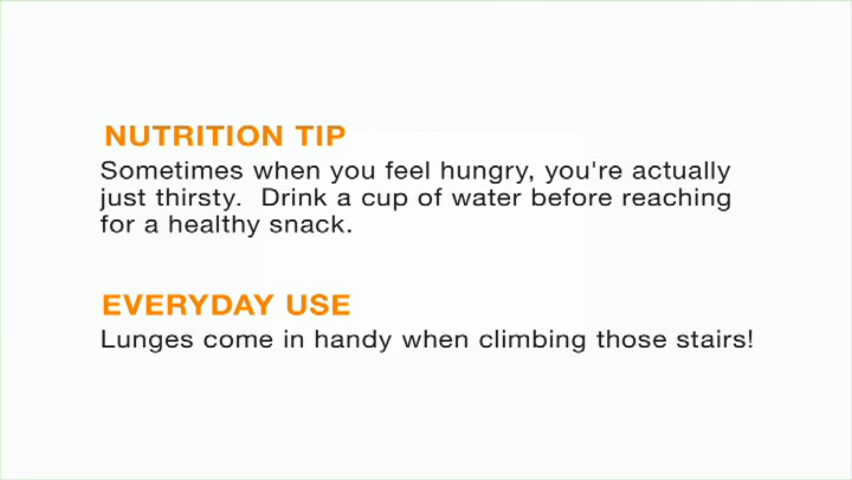 NUTRITION TIP
Sometimes when you feel hungry, you're actually
just thirsty.  Drink a cup of water before reaching
for a healthy snack.
EVERYDAY USE
Lunges come in handy when climbing those stairs!